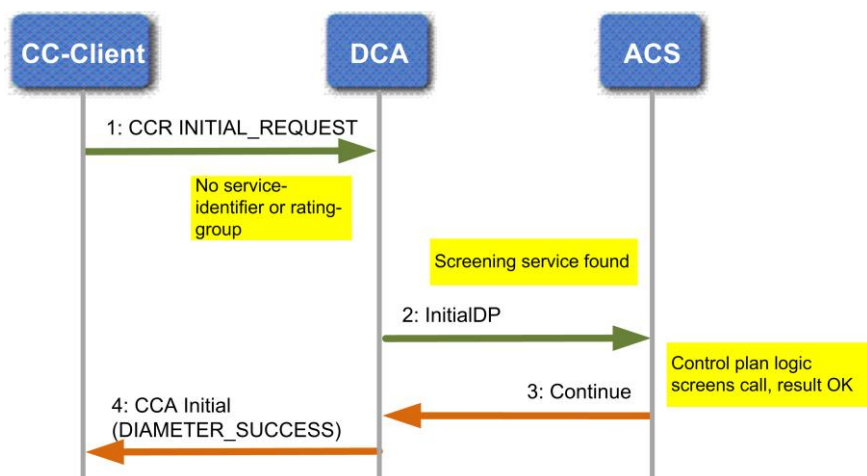 CC-Client
DCA
ACS
1: CCR INITIAL_REQUEST
No service-
identifier or rating-
group
Screening service found
2: InitialDP
Control plan logic
screens call, result OK
3: Continue
4: CCA Initial
(DIAMETER_SUCCESS)